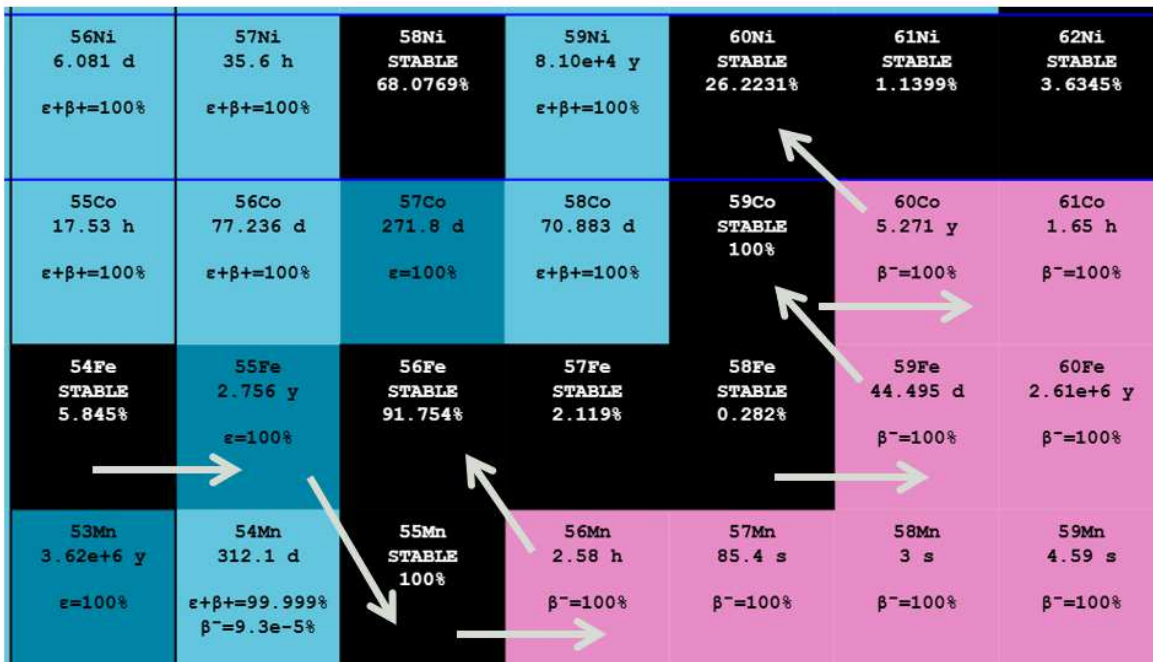 56Ni
6.081 d
ε+β+=100%
57Ni
35.6 h
ε+β+=100%
58Ni
STABLE
68.0769%
59Ni
8.10e+4 y
ε+β+=100%
60Ni
STABLE
26.2231%
61Ni
STABLE
1.1399%
62Ni
STABLE
3.6345%
55Co
17.53 h
ε+β+=100%
56Co
77.236 d
ε+β+=100%
57Co
271.8 d
ε=100%
58Co
70.883 d
ε+β+=100%
59Co
STABLE
100%
60Co
5.271 y
β⁻=100%
61Co
1.65 h
β⁻=100%
54Fe
STABLE
5.845%
55Fe
2.756 y
ε=100%
56Fe
STABLE
91.754%
57Fe
STABLE
2.119%
58Fe
STABLE
0.282%
59Fe
44.495 d
β⁻=100%
60Fe
2.61e+6 y
β⁻=100%
53Mn
3.62e+6 y
ε=100%
54Mn
312.1 d
ε+β+=99.999%
β⁻=9.3e-5%
55Mn
STABLE
100%
56Mn
2.58 h
β⁻=100%
57Mn
85.4 s
β⁻=100%
58Mn
3 s
β⁻=100%
59Mn
4.59 s
β⁻=100%